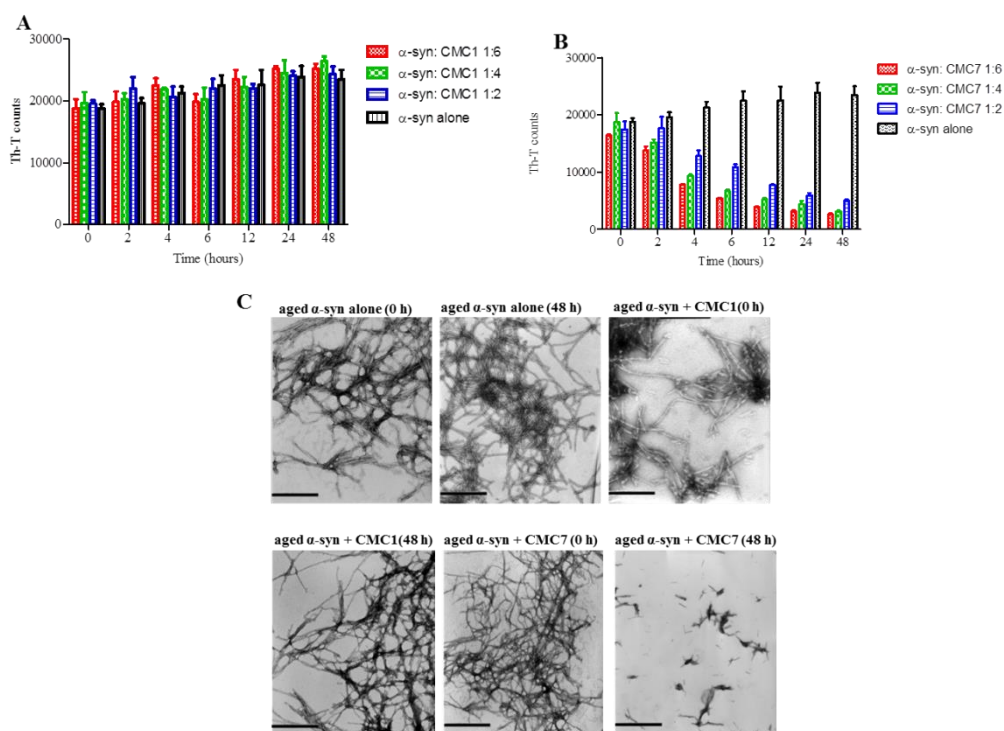 A
30000
20000
10000
0
Th-T counts
0 2 4 6 12 24 48
Time (hours)
α-syn: CMC1 1:6
α-syn: CMC1 1:4
α-syn: CMC1 1:2
α-syn alone
B
30000
20000
10000
0
Th-T counts
0 2 4 6 12 24 48
Time (hours)
α-syn: CMC7 1:6
α-syn: CMC7 1:4
α-syn: CMC7 1:2
α-syn alone
C
aged α-syn alone (0 h)
aged α-syn alone (48 h)
aged α-syn + CMC1(0 h)
aged α-syn + CMC1(48 h)
aged α-syn + CMC7 (0 h)
aged α-syn + CMC7 (48 h)